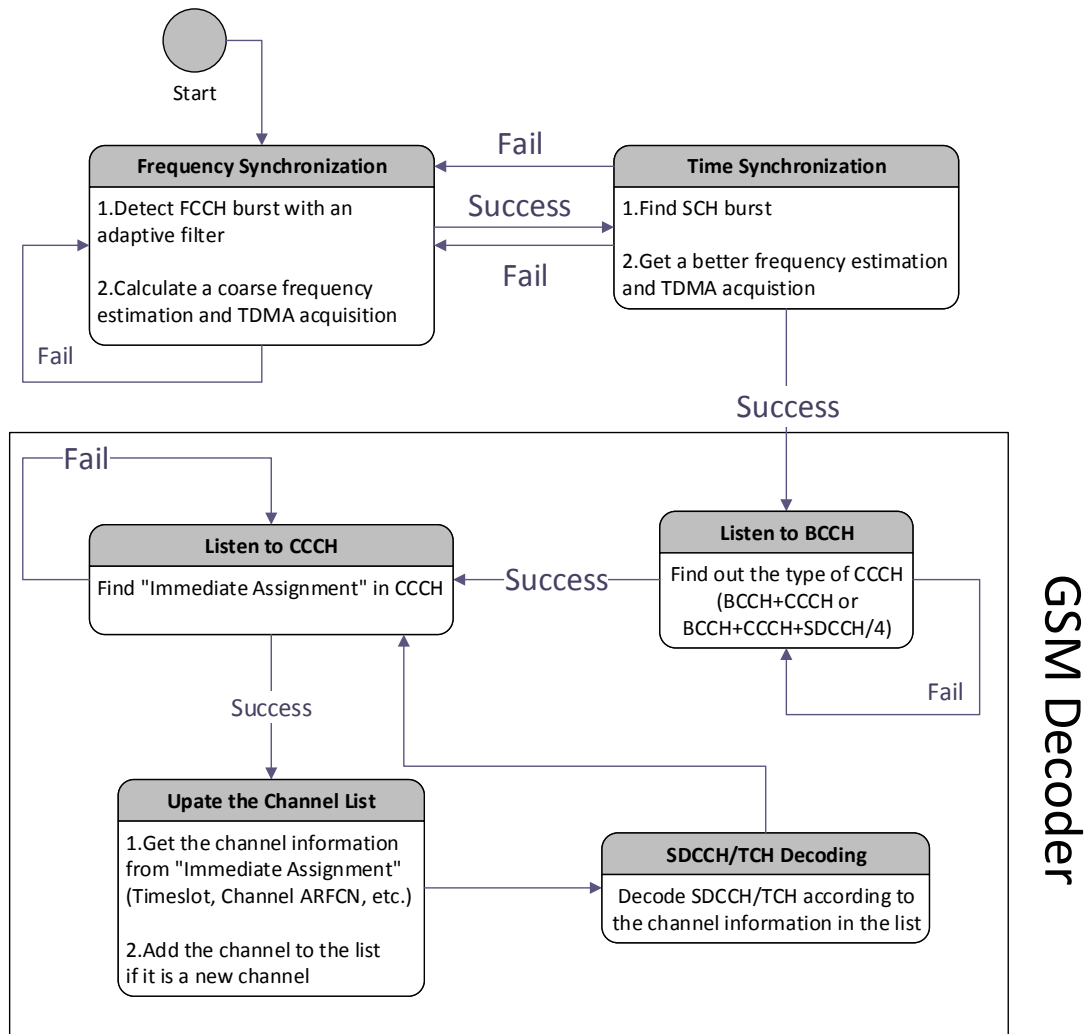 Start
Frequency Synchronization
1.Detect FCCH burst with an
adaptive filter
2.Calculate a coarse frequency
estimation and TDMA acquisition
Fail
Fail
Success
Fail
Time Synchronization
1.Find SCH burst
2.Get a better frequency estimation
and TDMA acquistion
Success
Fail
Listen to CCCH
Find "Immediate Assignment" in CCCH
Success
Listen to BCCH
Find out the type of CCCH
(BCCH+CCCH or
BCCH+CCCH+SDCCH/4)
Fail
Success
Upate the Channel List
1.Get the channel information
from "Immediate Assignment"
(Timeslot, Channel ARFCN, etc.)
2.Add the channel to the list
if it is a new channel
SDCCH/TCH Decoding
Decode SDCCH/TCH according to
the channel information in the list
GSM Decoder